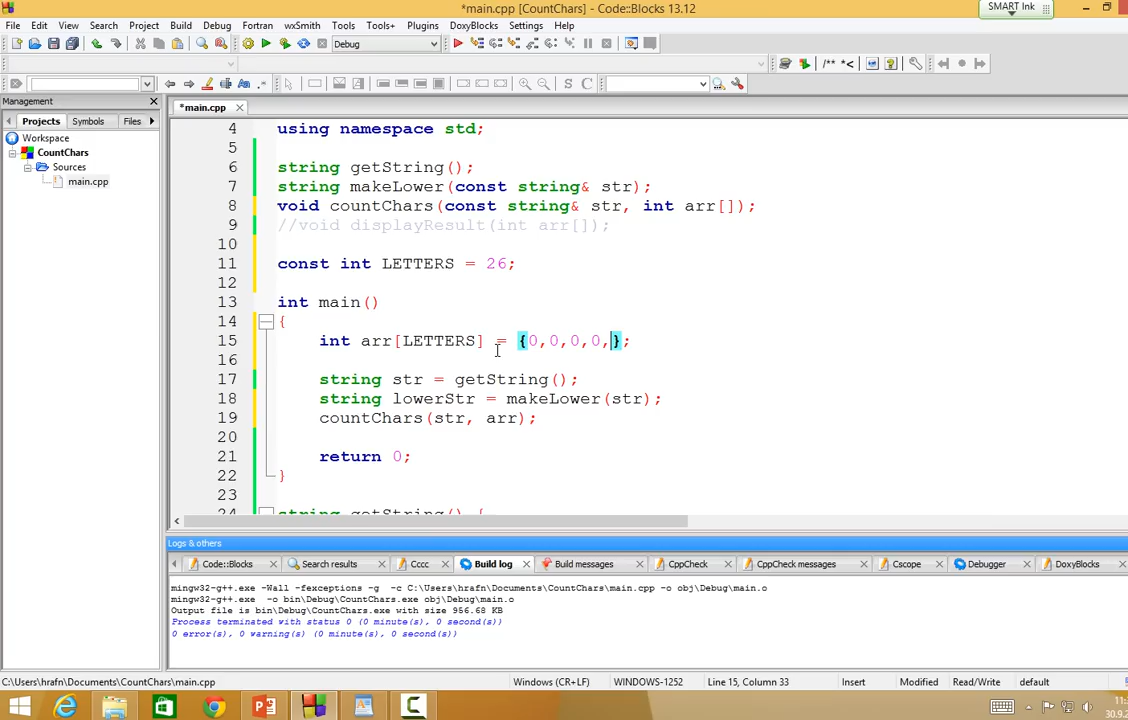 *main.cpp [CountChars] - Code::Blocks 13.12
SMART Ink
File Edit View Search Project Build Debug Fortran wxSmith Tools Tools+ Plugins DoxyBlocks Settings Help
Debug
/** *<
S C
Management
*main.cpp
Projects Symbols Files
Workspace
CountChars
Sources
main.cpp
4 using namespace std;
5
6 string getString();
7 string makeLower(const string& str);
8 void countChars(const string& str, int arr[]);
9 //void displayResult(int arr[]);
10
11 const int LETTERS = 26;
12
13 int main()
14 {
15 int arr[LETTERS] = {0,0,0,0,};
16
17 string str = getString();
18 string lowerStr = makeLower(str);
19 countChars(str, arr);
20
21 return 0;
22 }
23
24 string getString() {
Logs & others
Code::Blocks Search results Cccc Build log Build messages CppCheck CppCheck messages Cscope Debugger DoxyBlocks
mingw32-g++.exe -Wall -fexceptions -g -c C:\Users\hrafn\Documents\CountChars\main.cpp -o obj\Debug\main.o
mingw32-g++.exe -o bin\Debug\CountChars.exe obj\Debug\main.o
Output file is bin\Debug\CountChars.exe with size 956.68 KB
Process terminated with status 0 (0 minute(s), 0 second(s))
0 error(s), 0 warning(s) (0 minute(s), 0 second(s))
C:\Users\hrafn\Documents\CountChars\main.cpp Windows (CR+LF) WINDOWS-1252 Line 15, Column 33 Insert Modified Read/Write default